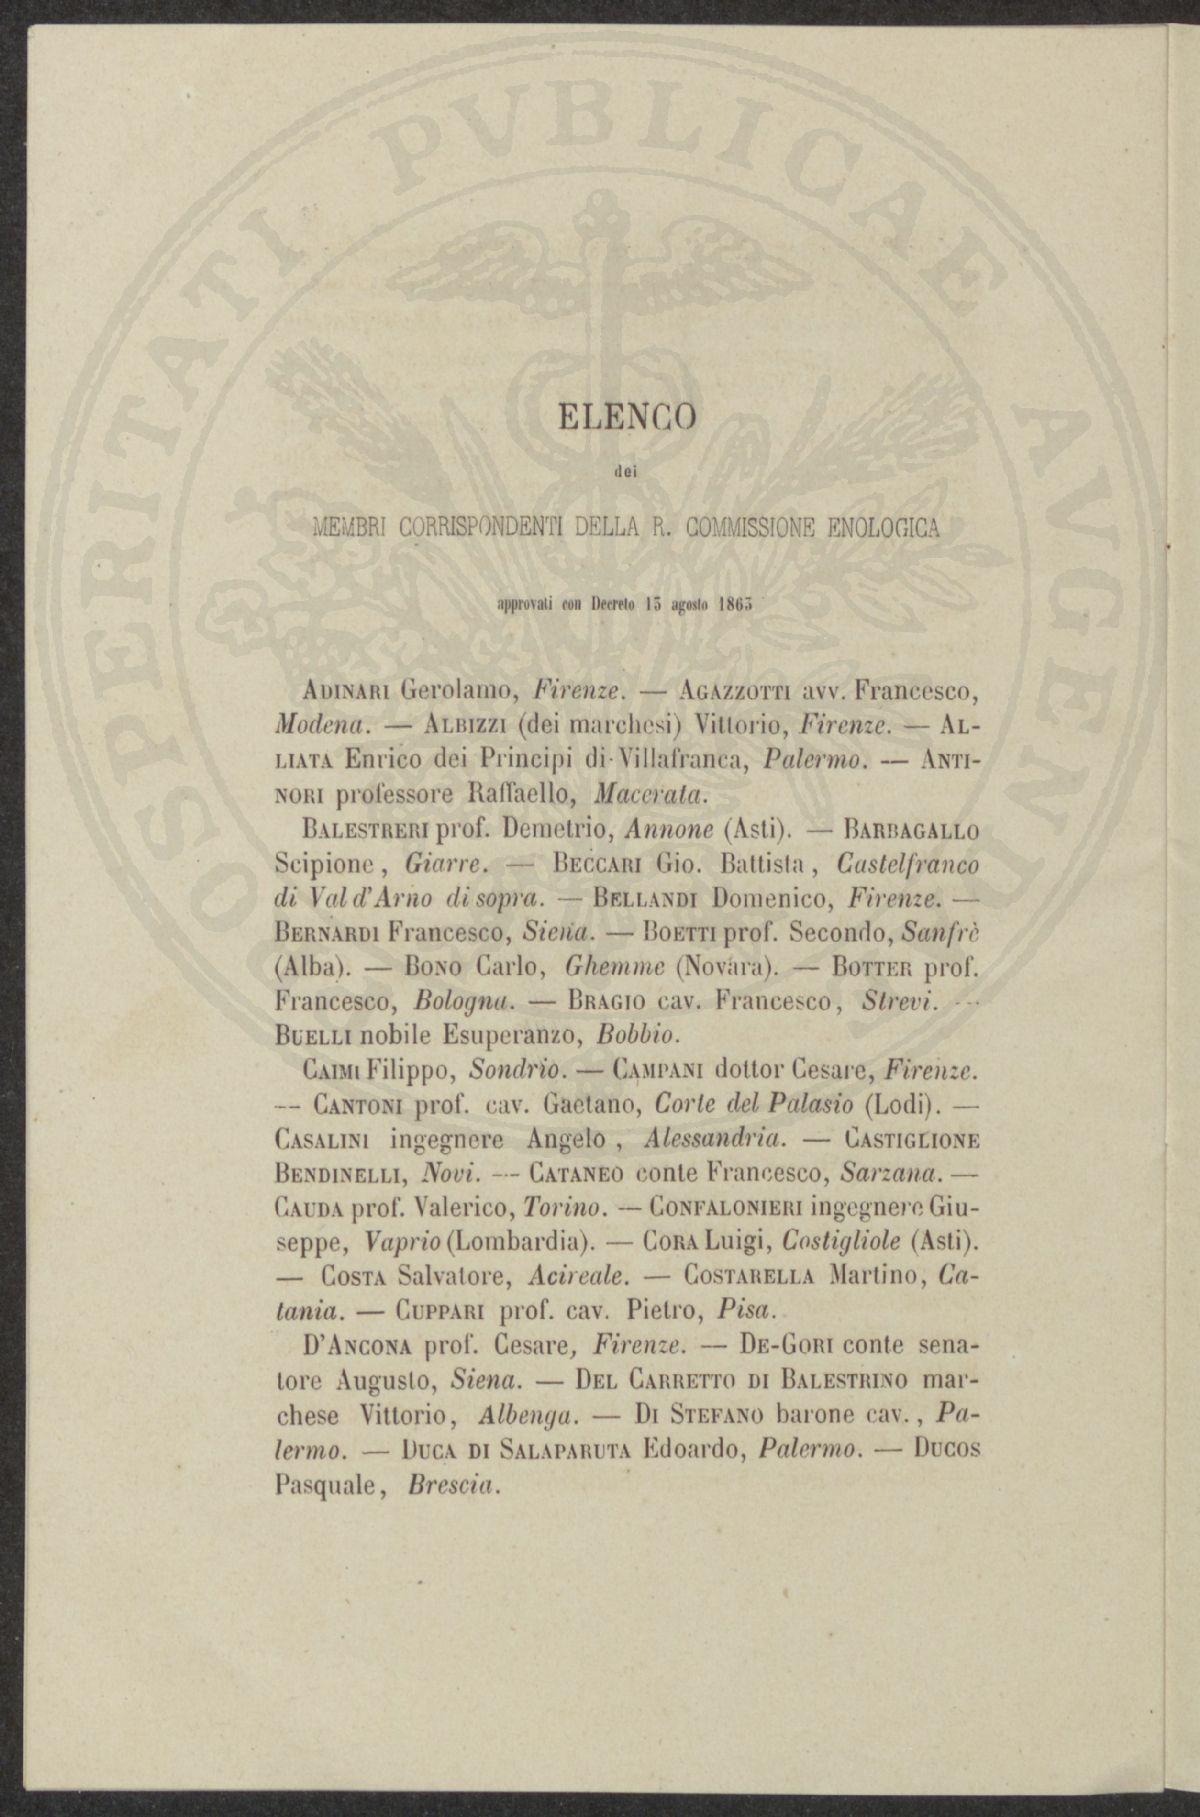 PROSPERITATI PVBLICAE AVGENDAE
ELENCO
dei
MEMBRI CORRISPONDENTI DELLA R. COMMISSIONE ENOLOGICA
approvati con Decreto 13 agosto 1863
ADINARI Gerolamo, Firenze. — AGAZZOTTI avv. Francesco,
Modena. — ALBIZZI (dei marchesi) Vittorio, Firenze. — AL-
LIATA Enrico dei Principi di Villafranca, Palermo. — ANTI-
NORI professore Raffaello, Macerata.
BALESTRERI prof. Demetrio, Annone (Asti). — BARBAGALLO
Scipione, Giarre. — BECCARI Gio. Battista, Castelfranco
di Val d'Arno di sopra. — BELLANDI Domenico, Firenze. —
BERNARDI Francesco, Siena. — BOETTI prof. Secondo, Sanfrè
(Alba). — BONO Carlo, Ghemme (Novara). — BOTTER prof.
Francesco, Bologna. — BRAGIO cav. Francesco, Strevi. —
BUELLI nobile Esuperanzo, Bobbio.
CAIMI Filippo, Sondrio. — CAMPANI dottor Cesare, Firenze.
— CANTONI prof. cav. Gaetano, Corte del Palasio (Lodi). —
CASALINI ingegnere Angelo, Alessandria. — CASTIGLIONE
BENDINELLI, Novi. — CATANEO conte Francesco, Sarzana. —
CAUDA prof. Valerico, Torino. — CONFALONIERI ingegnere Giu-
seppe, Vaprio (Lombardia). — CORA Luigi, Costigliole (Asti).
— COSTA Salvatore, Acireale. — COSTARELLA Martino, Ca-
tania. — CUPPARI prof. cav. Pietro, Pisa.
D'ANCONA prof. Cesare, Firenze. — DE-GORI conte sena-
tore Augusto, Siena. — DEL CARRETTO DI BALESTRINO mar-
chese Vittorio, Albenga. — DI STEFANO barone cav., Pa-
lermo. — DUCA DI SALAPARUTA Edoardo, Palermo. — DUCOS
Pasquale, Brescia.